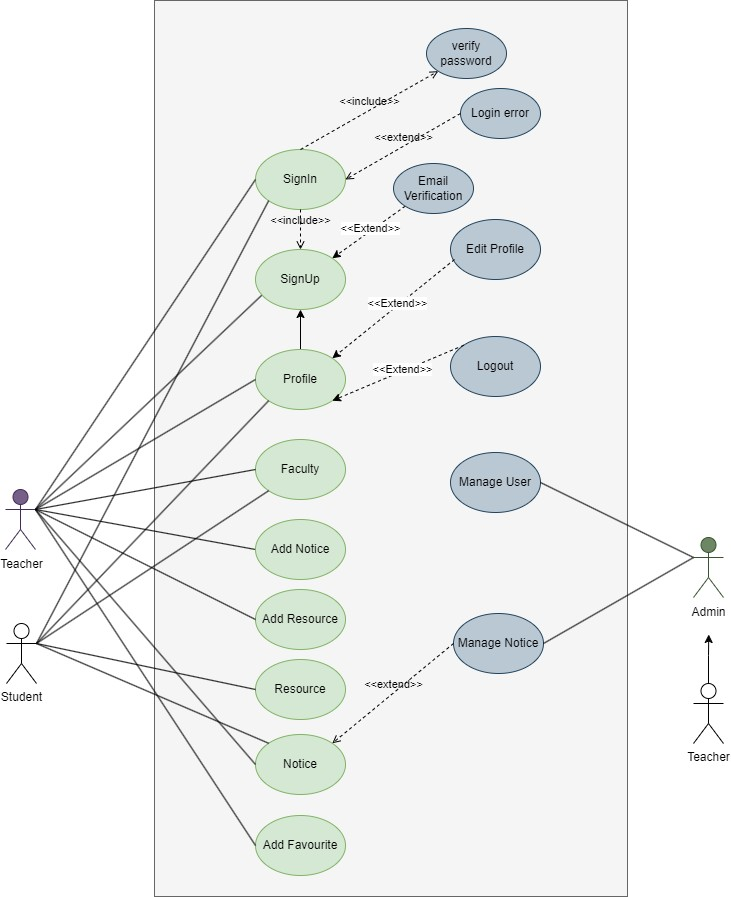 verify
password
<<include>>
Login error
<<extend>>
SignIn
Email
Verification
<<include>>
<<Extend>>
Edit Profile
SignUp
<<Extend>>
Logout
<<Extend>>
Profile
Faculty
Manage User
Teacher
Add Notice
Admin
Add Resource
Manage Notice
Student
Resource
<<extend>>
Teacher
Notice
Add Favourite